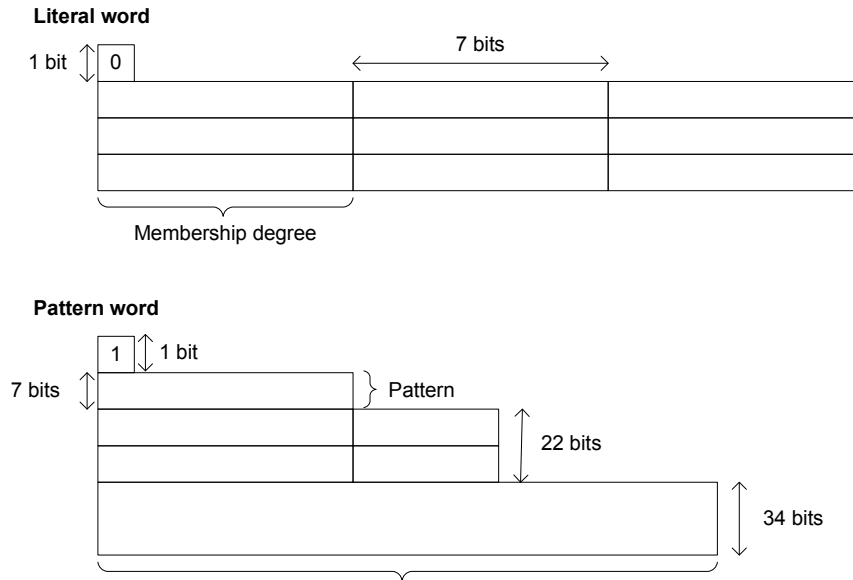 Literal word
7 bits
1 bit
0
Membership degree
Pattern word
1
1 bit
7 bits
Pattern
22 bits
34 bits